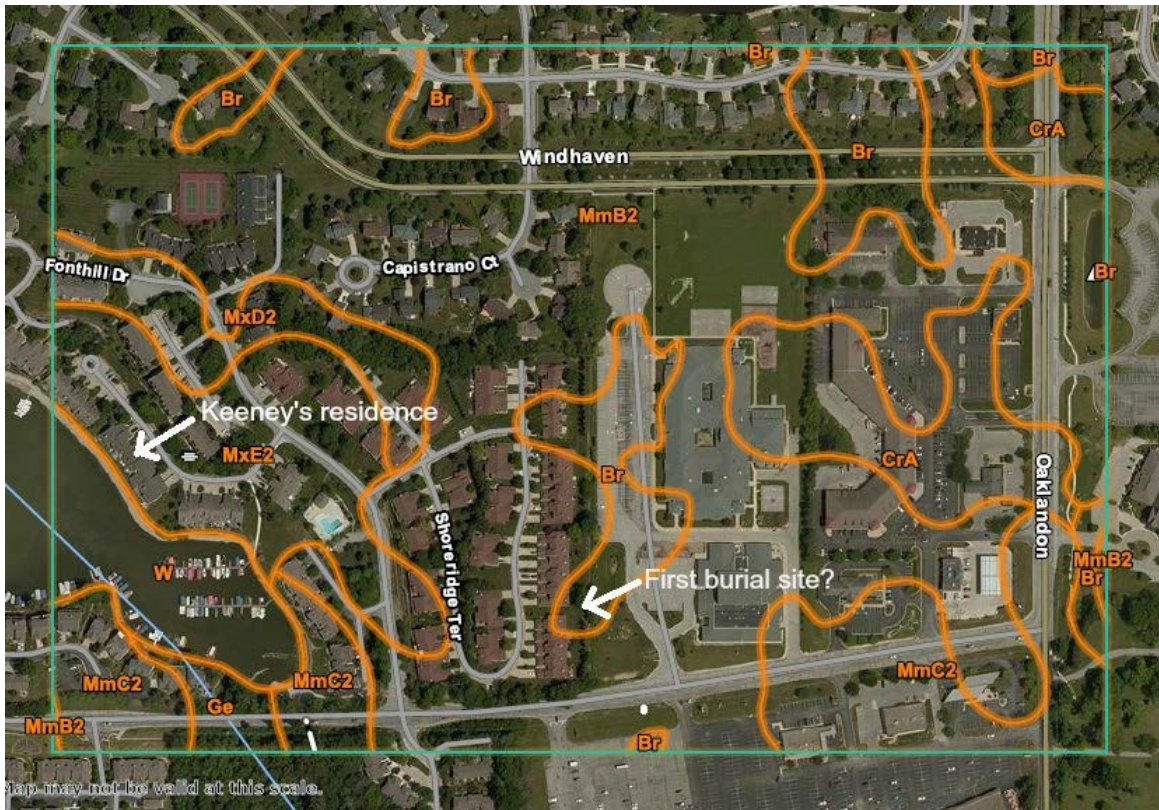 Br
Br
Br
Br
CrA
Windhaven
Br
MmB2
Fonthill Dr
Capistrano Ct
Br
MxD2
Keeney's residence
MxE2
Br
CrA
Oaklandon
Shoreridge Ter
W
First burial site?
MmB2
Br
MmC2
MmC2
MmC2
Ge
MmB2
Br
Map may not be valid at this scale.